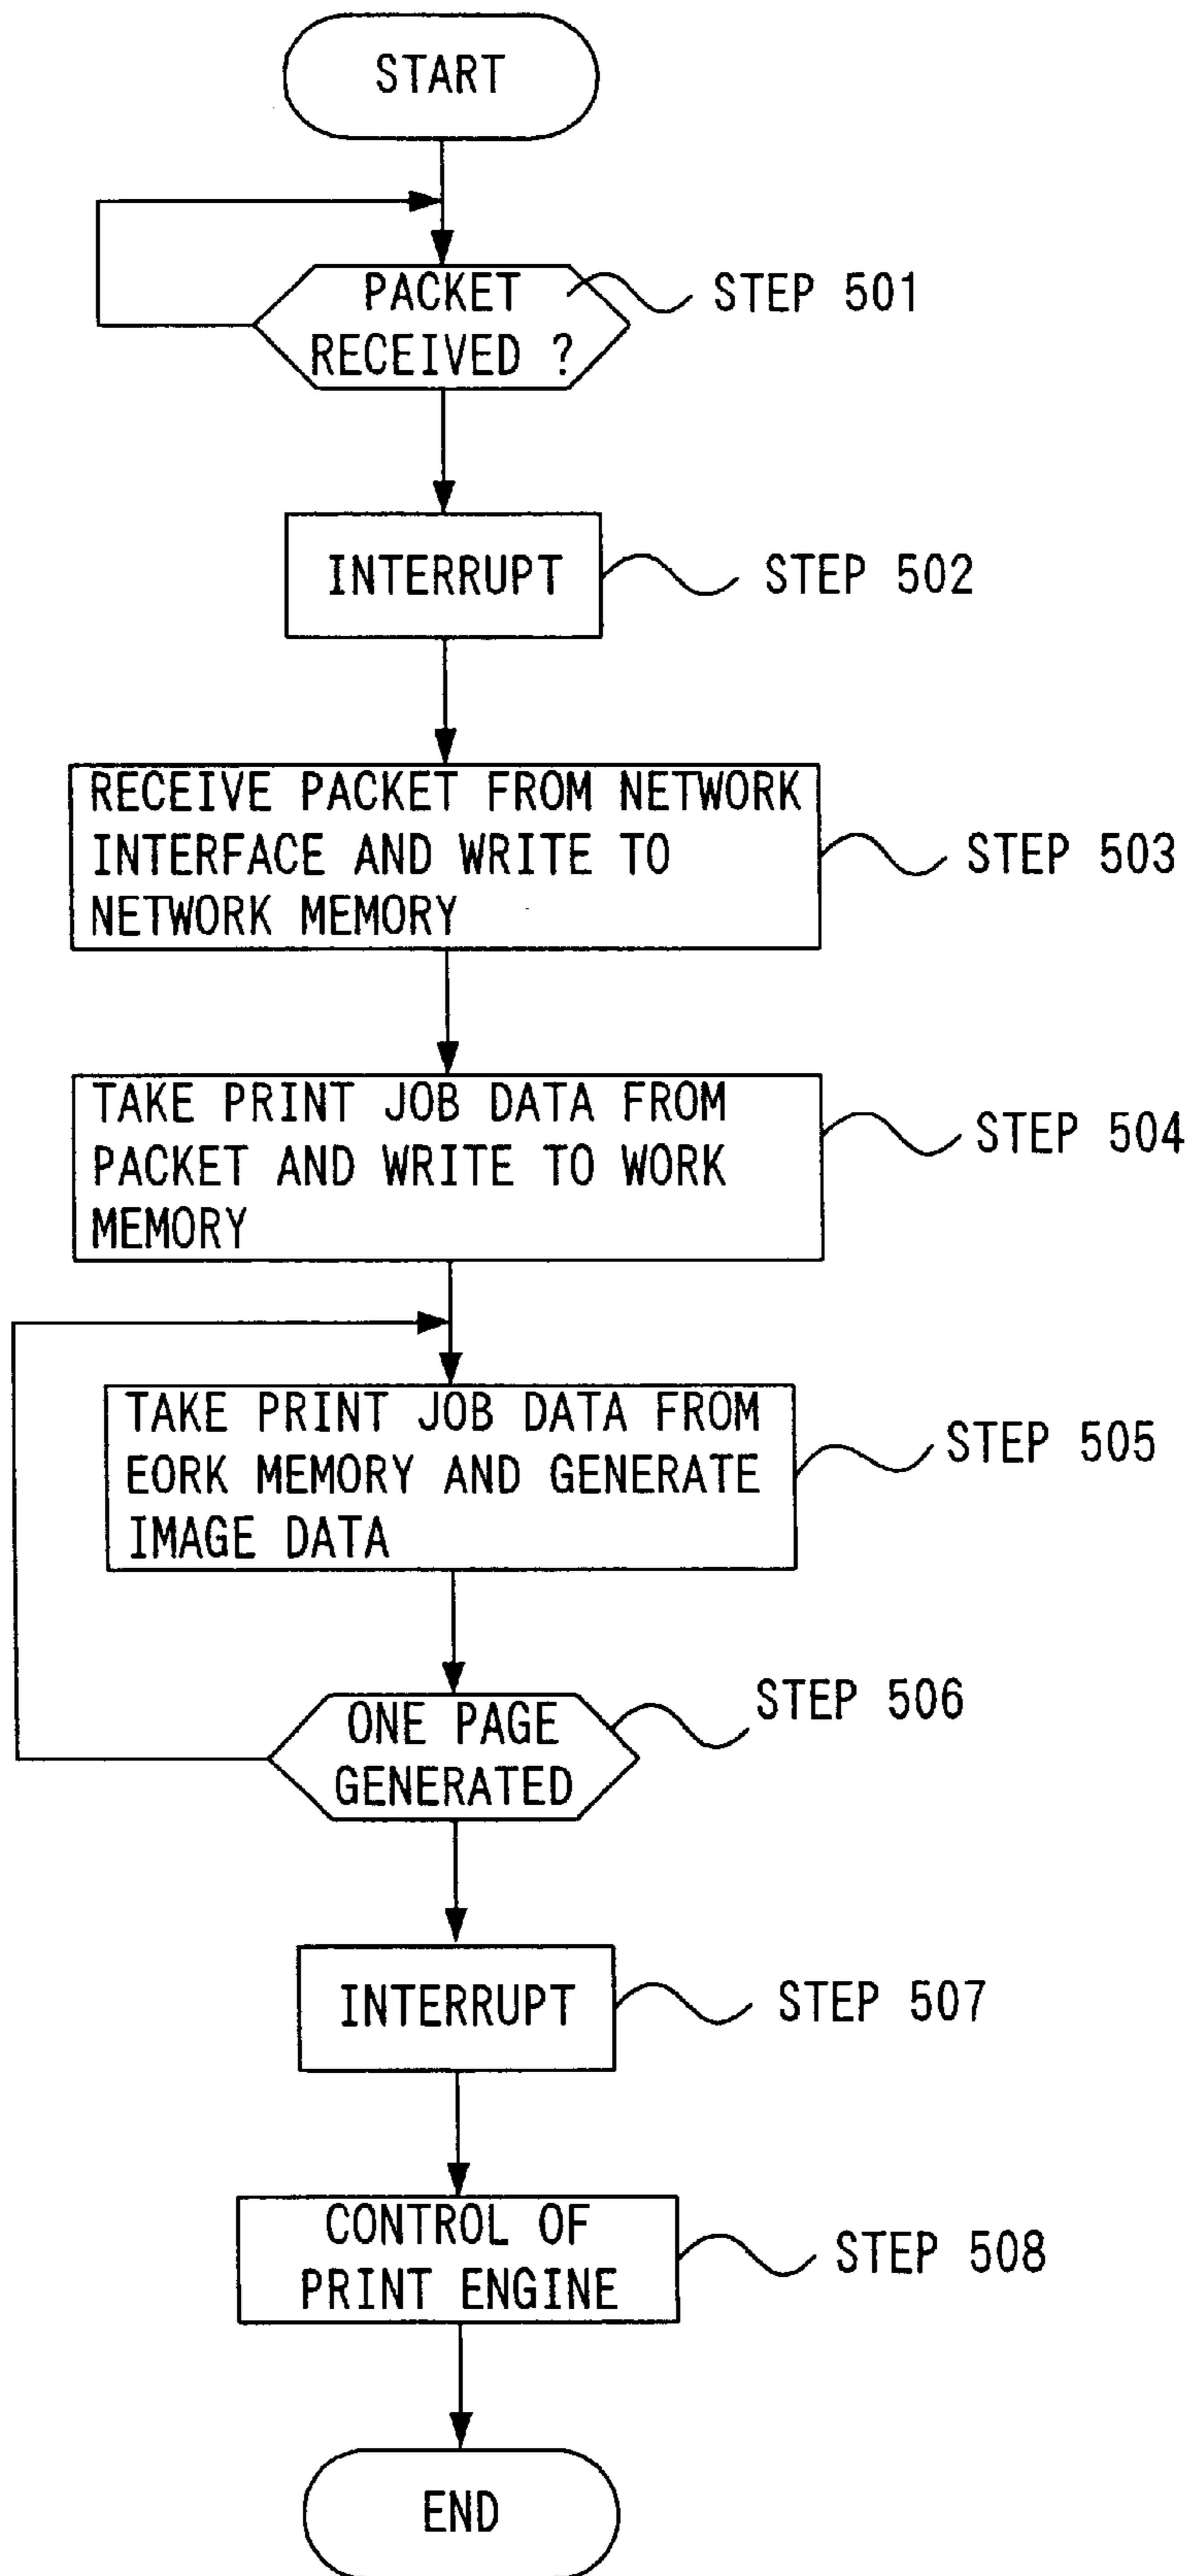 START
PACKET
RECEIVED ?
STEP 501
INTERRUPT
STEP 502
RECEIVE PACKET FROM NETWORK
INTERFACE AND WRITE TO
NETWORK MEMORY
STEP 503
TAKE PRINT JOB DATA FROM
PACKET AND WRITE TO WORK
MEMORY
STEP 504
TAKE PRINT JOB DATA FROM
EORK MEMORY AND GENERATE
IMAGE DATA
STEP 505
ONE PAGE
GENERATED
STEP 506
INTERRUPT
STEP 507
CONTROL OF
PRINT ENGINE
STEP 508
END